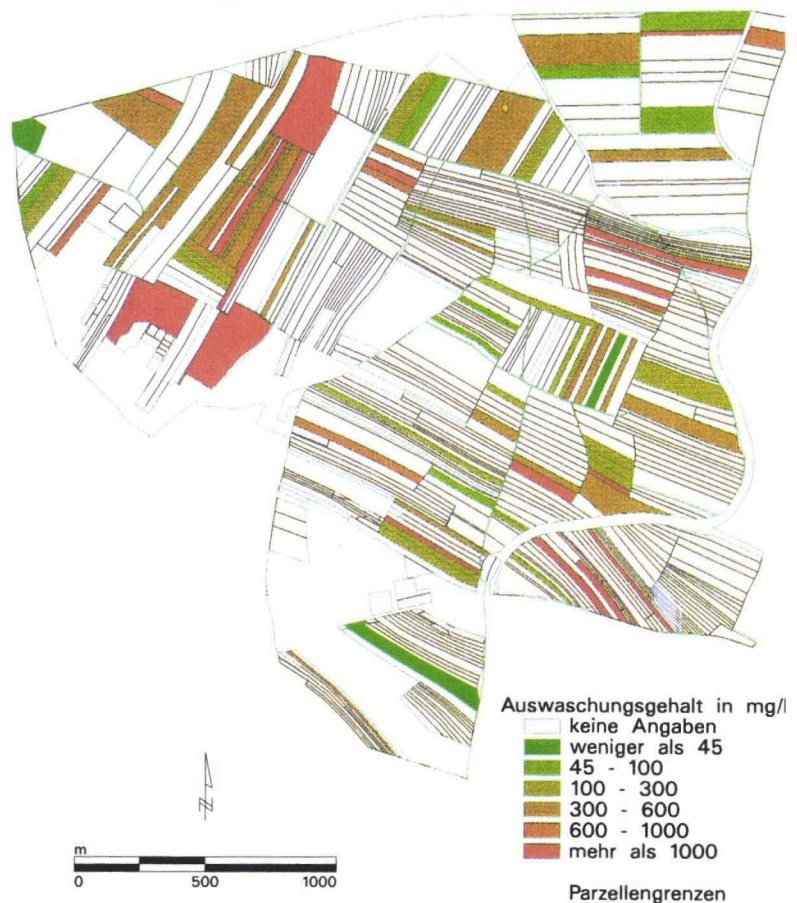 Auswaschungsgehalt in mg/l
keine Angaben
weniger als 45
45 - 100
100 - 300
300 - 600
600 - 1000
mehr als 1000
Parzellengrenzen
m
0 500 1000